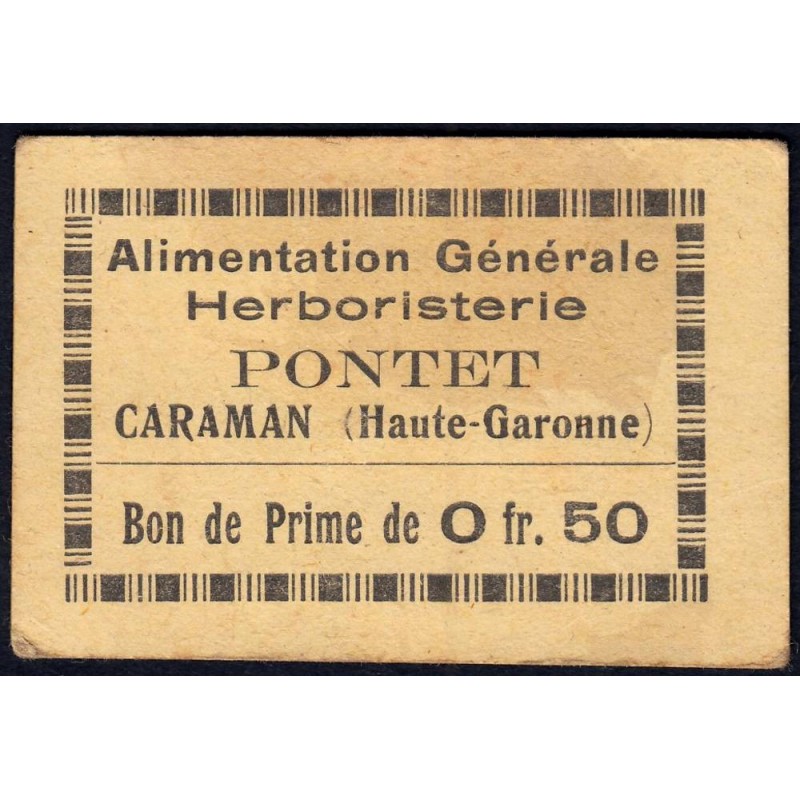 Alimentation Générale
Herboristerie
PONTET
CARAMAN (Haute-Garonne)
Bon de Prime de 0 fr. 50